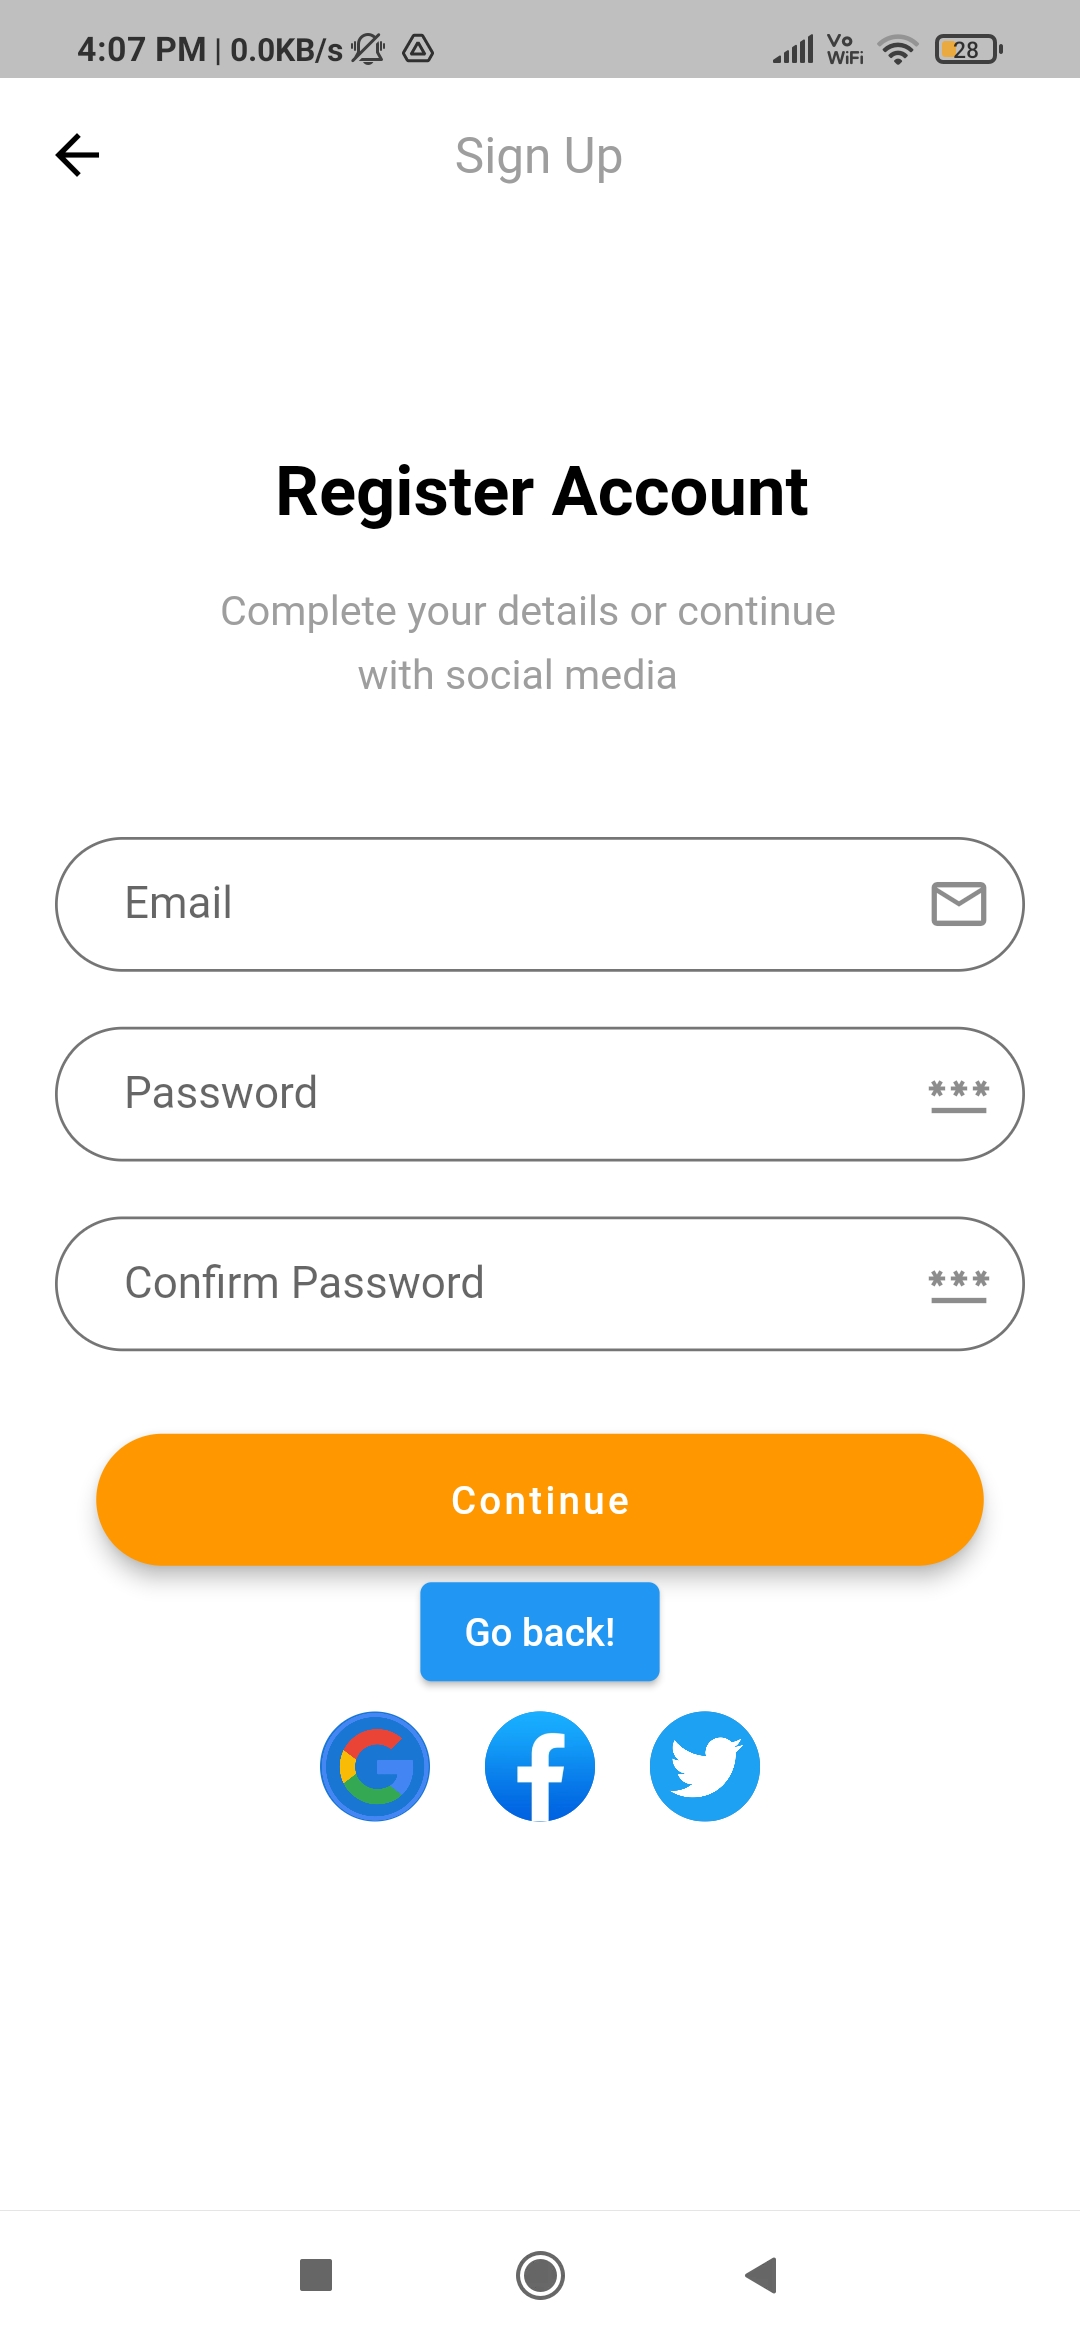 4:07 PM | 0.0KB/s
Vo
WiFi
28
Sign Up
Register Account
Complete your details or continue
with social media
Email
Password
***
Confirm Password
***
Continue
Go back!